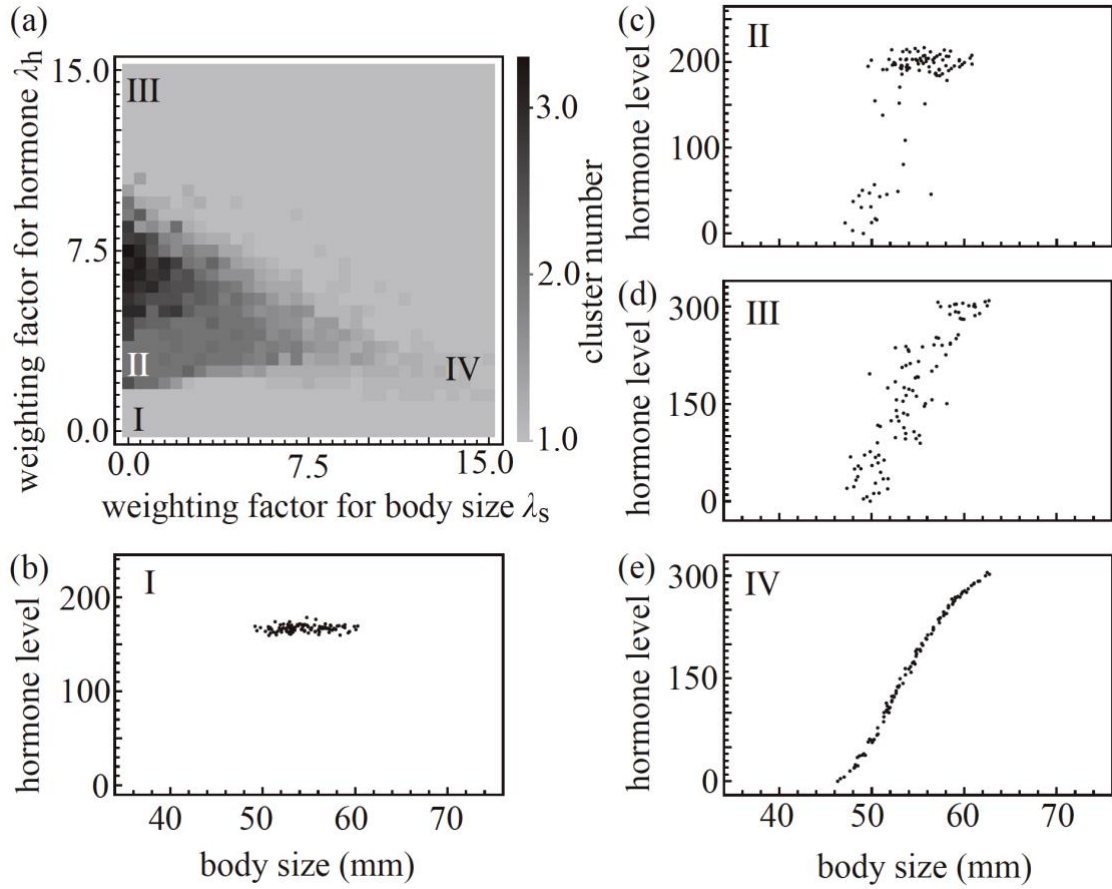 (a)
15.0
III
7.5
II
I
IV
0.0
0.0 7.5 15.0
weighting factor for hormone λh
weighting factor for body size λs
3.0
2.0
1.0
cluster number
(b)
I
200
100
0
hormone level
40 50 60 70
body size (mm)
(c)
II
200
100
0
hormone level
(d)
III
300
150
0
hormone level
(e)
IV
300
150
0
hormone level
40 50 60 70
body size (mm)